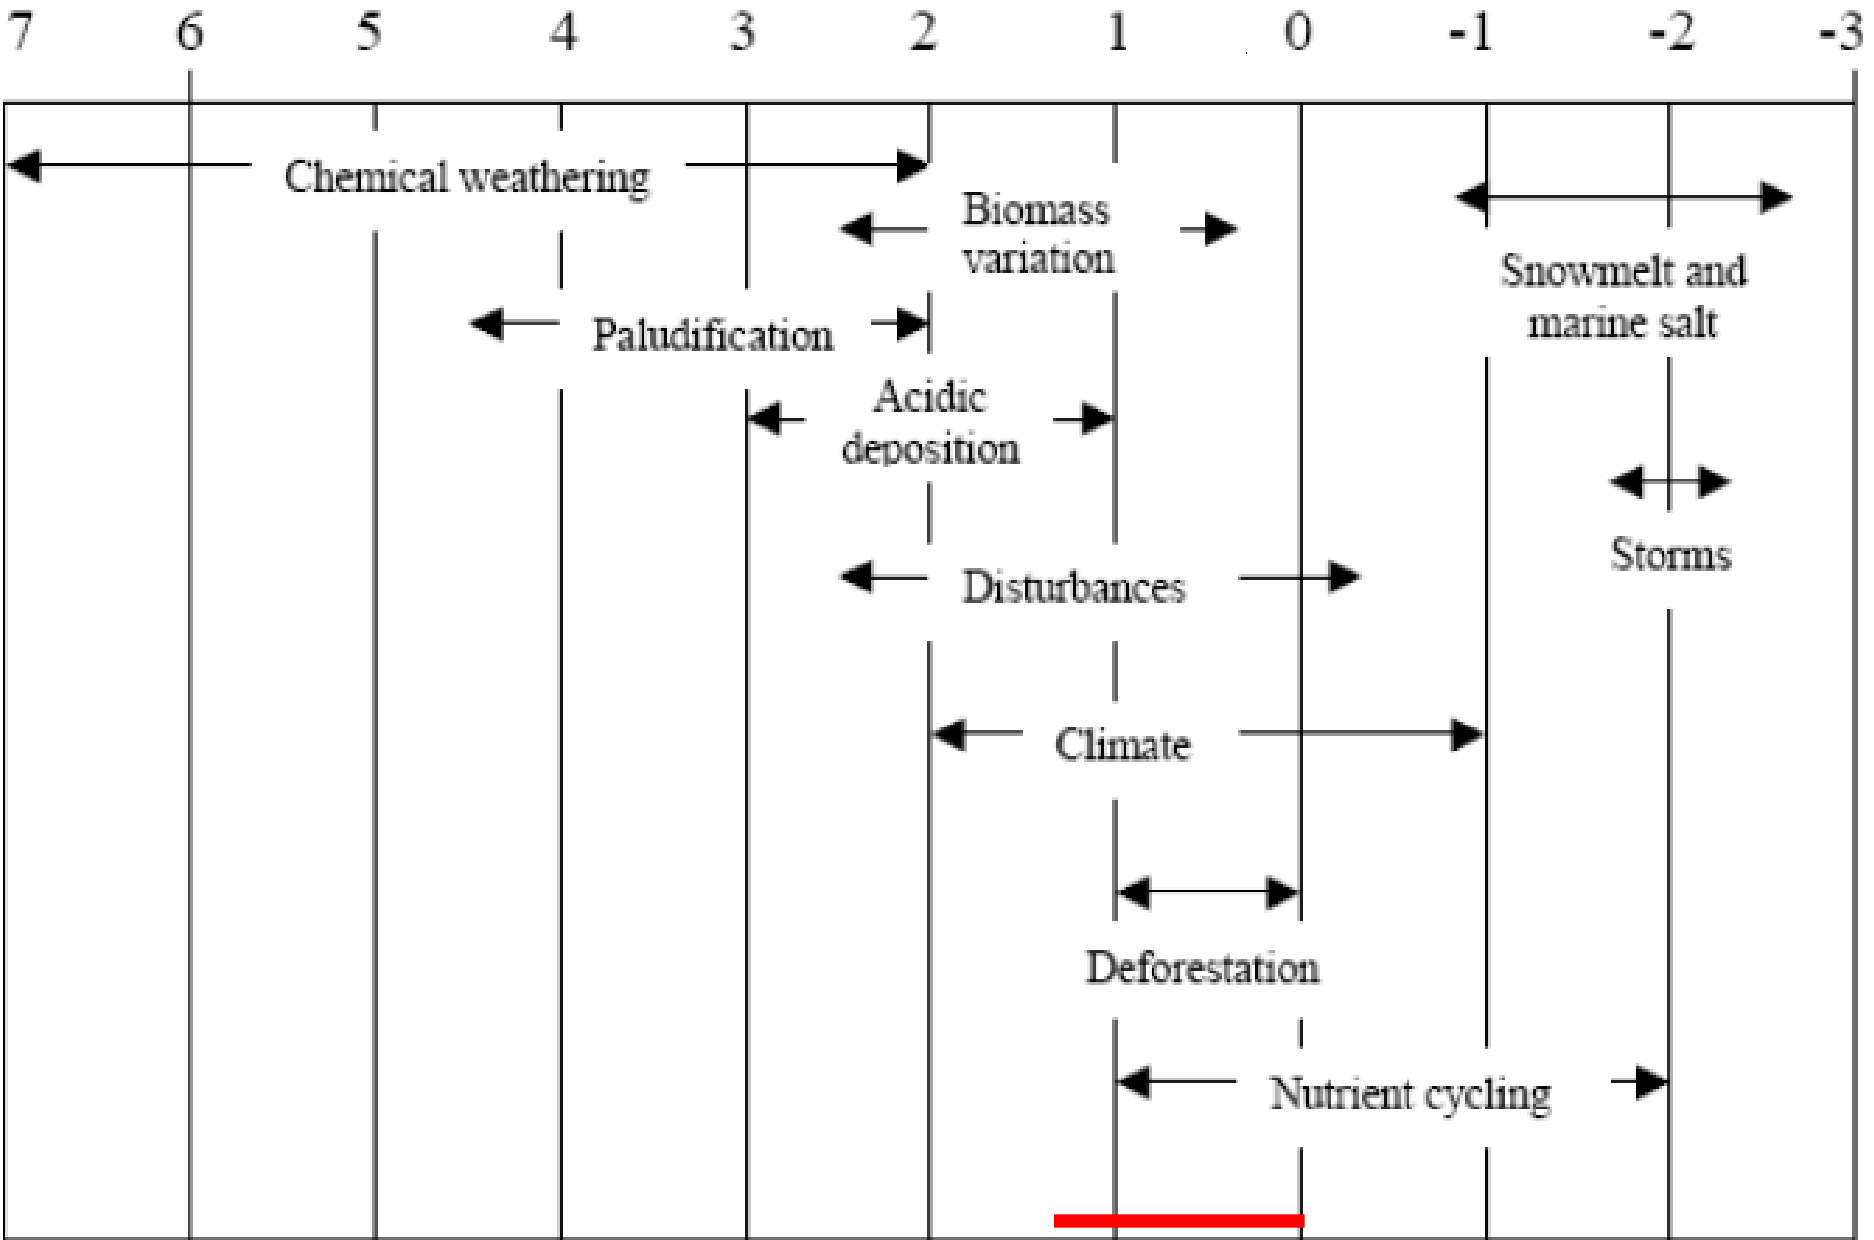 7 6 5 4 3 2 1 0 -1 -2 -3
Chemical weathering
Biomass
variation
Snowmelt and
marine salt
Paludification
Acidic
deposition
Storms
Disturbances
Climate
Deforestation
Nutrient cycling